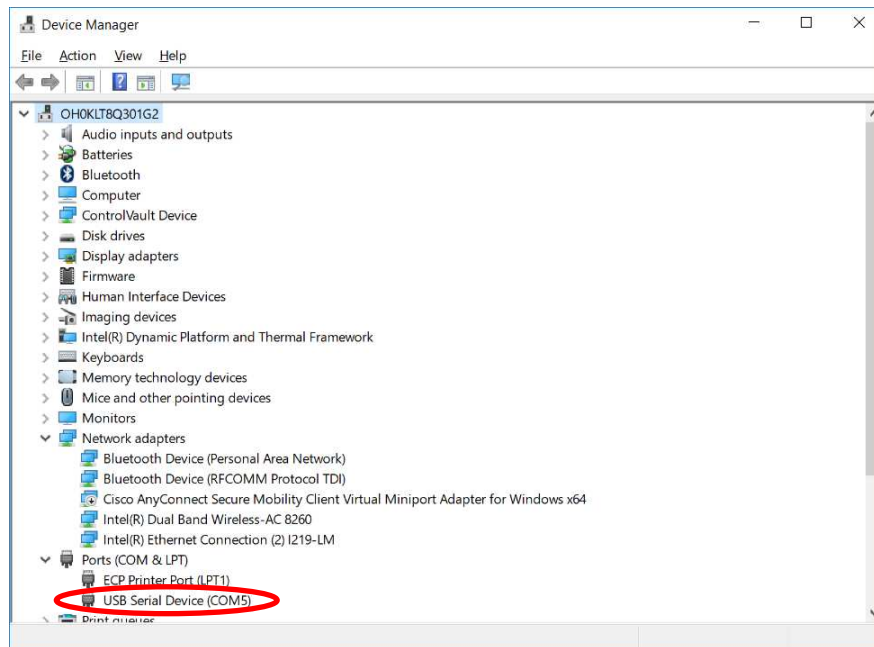 Device Manager
File Action View Help
OH0KLT8Q301G2
Audio inputs and outputs
Batteries
Bluetooth
Computer
ControlVault Device
Disk drives
Display adapters
Firmware
Human Interface Devices
Imaging devices
Intel(R) Dynamic Platform and Thermal Framework
Keyboards
Memory technology devices
Mice and other pointing devices
Monitors
Network adapters
Bluetooth Device (Personal Area Network)
Bluetooth Device (RFCOMM Protocol TDI)
Cisco AnyConnect Secure Mobility Client Virtual Miniport Adapter for Windows x64
Intel(R) Dual Band Wireless-AC 8260
Intel(R) Ethernet Connection (2) I219-LM
Ports (COM & LPT)
ECP Printer Port (LPT1)
USB Serial Device (COM5)
Print queues